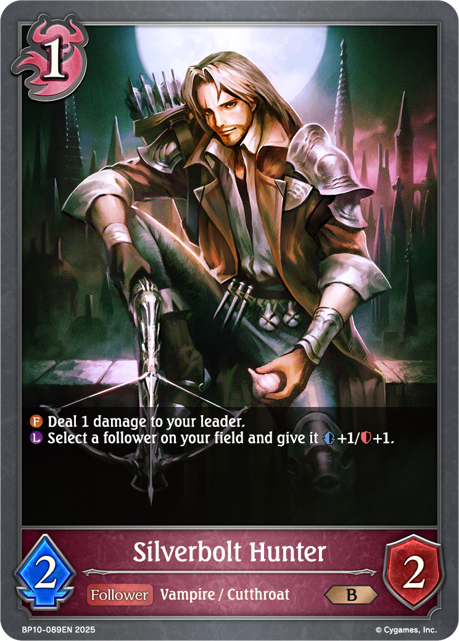 1
F Deal 1 damage to your leader.
L Select a follower on your field and give it +1/+1.
Silverbolt Hunter
2
Follower Vampire / Cutthroat
B
2
BP10-089EN 2025
© Cygames, Inc.